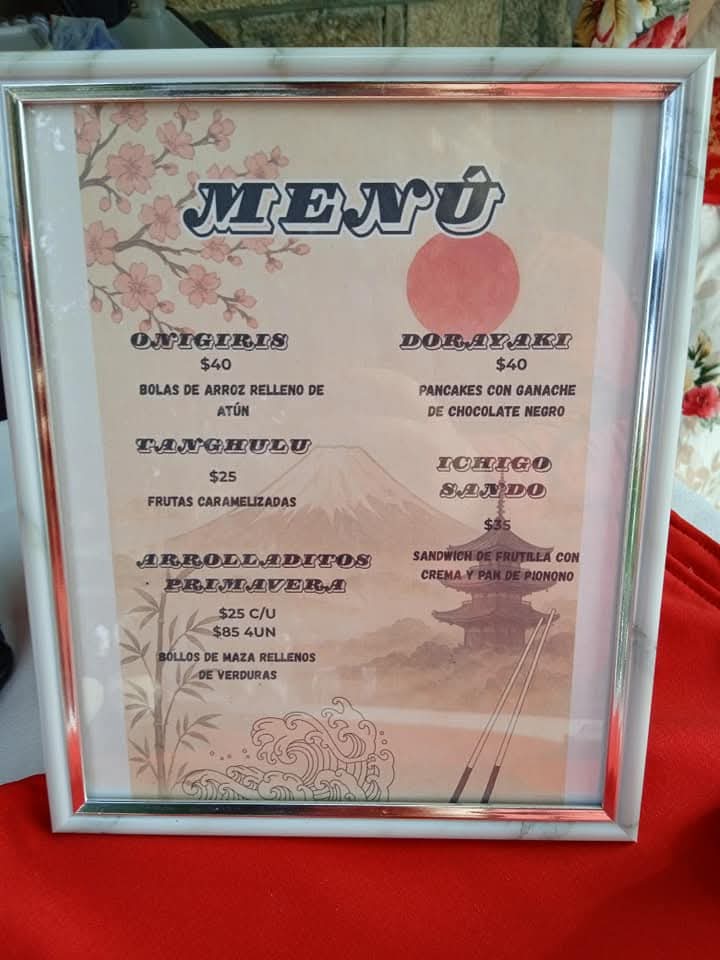 MENÛ
ONIGIRIS
$40
BOLAS DE ARROZ RELLENO DE
ATÚN
TANGHULU
$25
FRUTAS CARAMELIZADAS
ARROLLADITOS
PRIMAVERA
$25 C/U
$85 4UN
BOLLOS DE MAZA RELLENOS
DE VERDURAS
DORAYAKI
$40
PANCAKES CON GANACHE
DE CHOCOLATE NEGRO
ICHIGO
SANDO
$35
SANDWICH DE FRUTILLA CON
CREMA Y PAN DE PIONONO